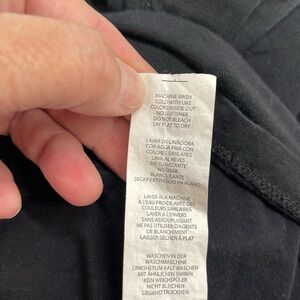 MACHINE WASH
COLD WITH LIKE
COLORS INSIDE OUT
NO SOFTENER
DO NOT BLEACH
LAY FLAT TO DRY
LAVAR EN LAVADORA
CON AGUA FRIA CON
COLORES SIMILARES
LAVA AL REVES
SIN SUAVIZANTE
NO USAR
BLANQUEANTE
SECAR EXTENDIDO EN PLANO
LAVER A LA MACHINE
A L'EAU FROIDE AVEC DES
COULEURS SIMILAIRES
LAVER A L'ENVERS
SANS ASSOUPLISSANT
NE PAS UTILISER D'AGENTS
DE BLANCHIMENT
LAISSER SÉCHER À PLAT
WASCHEN IN DER
WASCHMASCHINE
LINKSHERUM KALT WASCHEN
MIT ÄHNLICHEN FARBEN
KEIN WEICHSPÜLER
NICHT BLEICHEN
LIEGEND TROCKNEN